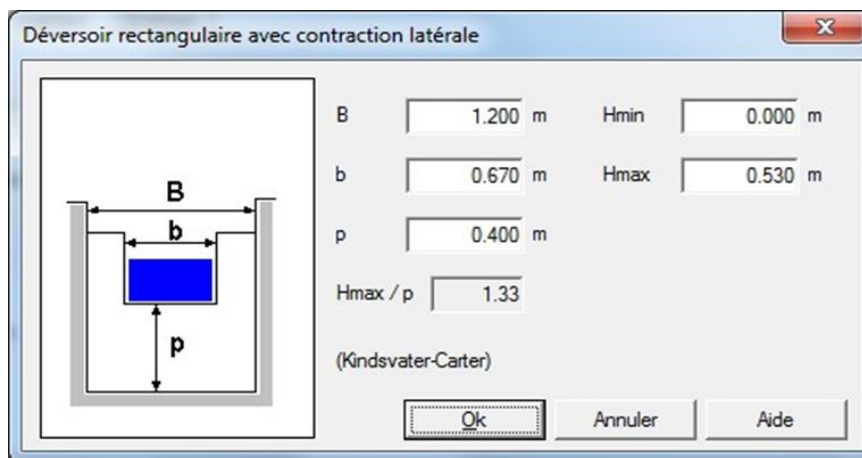 Déversoir rectangulaire avec contraction latérale
B 1.200 m Hmin 0.000 m
b 0.670 m Hmax 0.530 m
p 0.400 m
Hmax / p 1.33
(Kindsvater-Carter)
B
b
p
Ok Annuler Aide